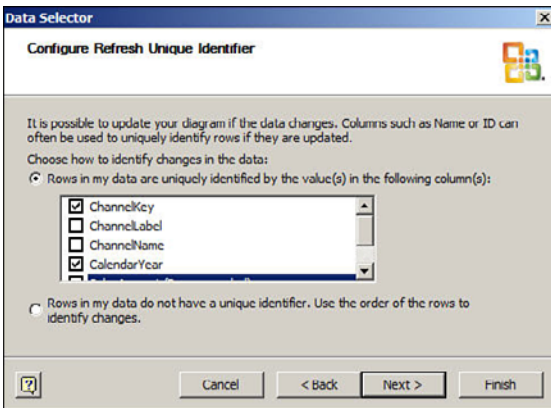 Data Selector
Configure Refresh Unique Identifier
It is possible to update your diagram if the data changes. Columns such as Name or ID can
often be used to uniquely identify rows if they are updated.
Choose how to identify changes in the data:
Rows in my data are uniquely identified by the value(s) in the following column(s):
ChannelKey
ChannelLabel
ChannelName
CalendarYear
Rows in my data do not have a unique identifier. Use the order of the rows to
identify changes.
Cancel
< Back
Next >
Finish